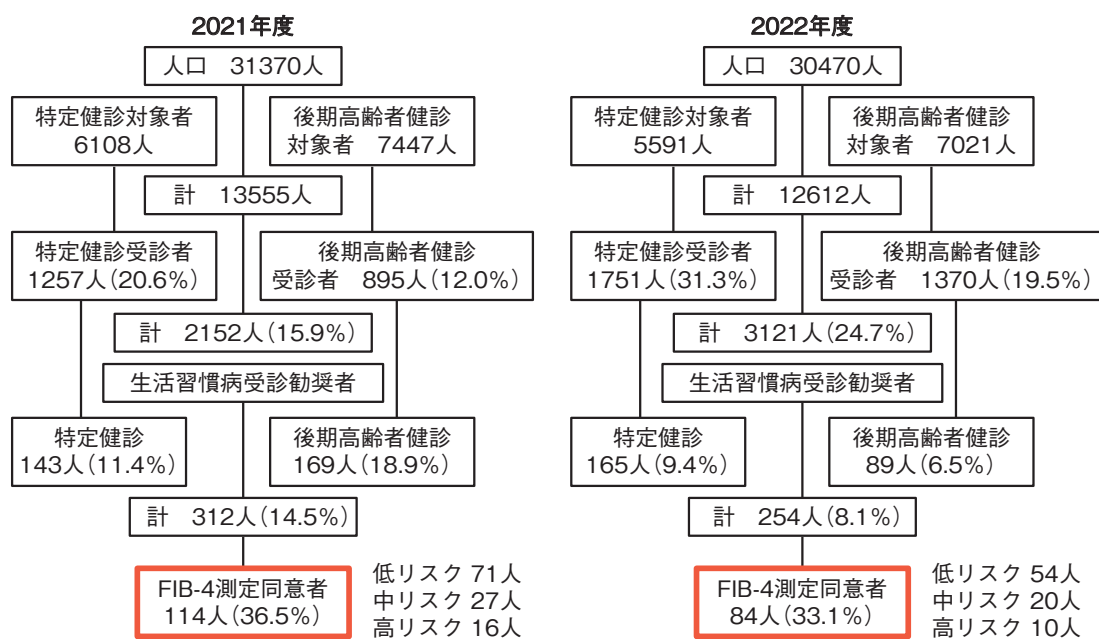 2021年度
人口　31370人
特定健診対象者
6108人
後期高齢者健診
対象者　7447人
計　13555人
特定健診受診者
1257人(20.6%)
後期高齢者健診
受診者　895人(12.0%)
計　2152人(15.9%)
生活習慣病受診勧奨者
特定健診
143人(11.4%)
後期高齢者健診
169人(18.9%)
計　312人(14.5%)
FIB-4測定同意者
114人(36.5%)
低リスク 71人
中リスク 27人
高リスク 16人
2022年度
人口　30470人
特定健診対象者
5591人
後期高齢者健診
対象者　7021人
計　12612人
特定健診受診者
1751人(31.3%)
後期高齢者健診
受診者　1370人(19.5%)
計　3121人(24.7%)
生活習慣病受診勧奨者
特定健診
165人(9.4%)
後期高齢者健診
89人(6.5%)
計　254人(8.1%)
FIB-4測定同意者
84人(33.1%)
低リスク 54人
中リスク 20人
高リスク 10人